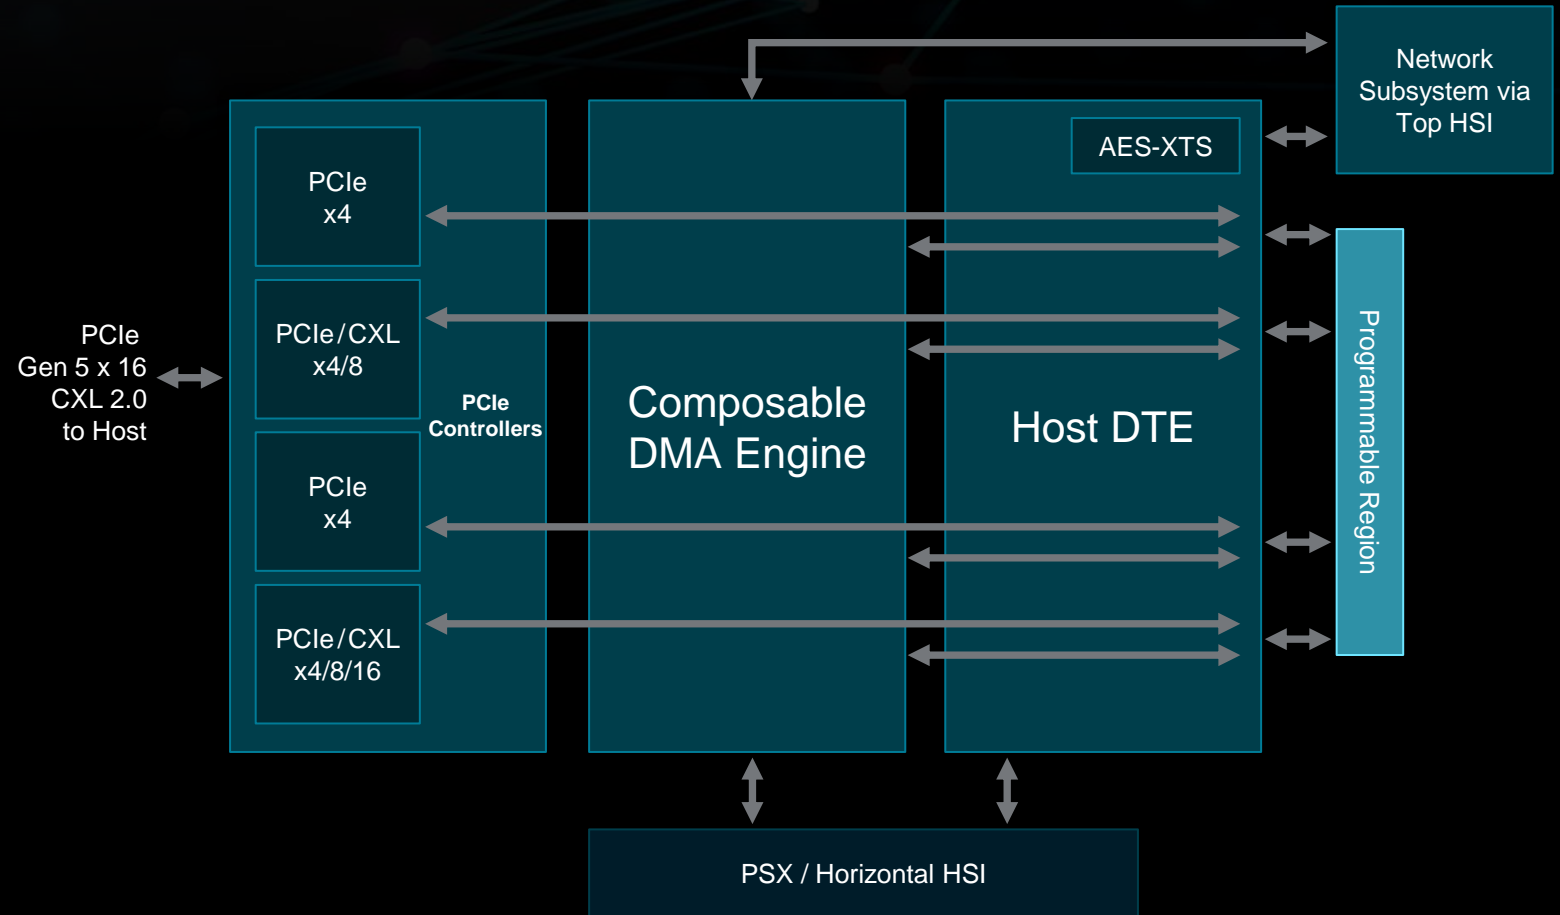 Network
Subsystem via
Top HSI
AES-XTS
PCIe
x4
PCIe/CXL
x4/8
PCIe
x4
PCIe/CXL
x4/8/16
PCIe
Controllers
PCIe
Gen 5 x 16
CXL 2.0
to Host
Composable
DMA Engine
Host DTE
Programmable Region
PSX / Horizontal HSI